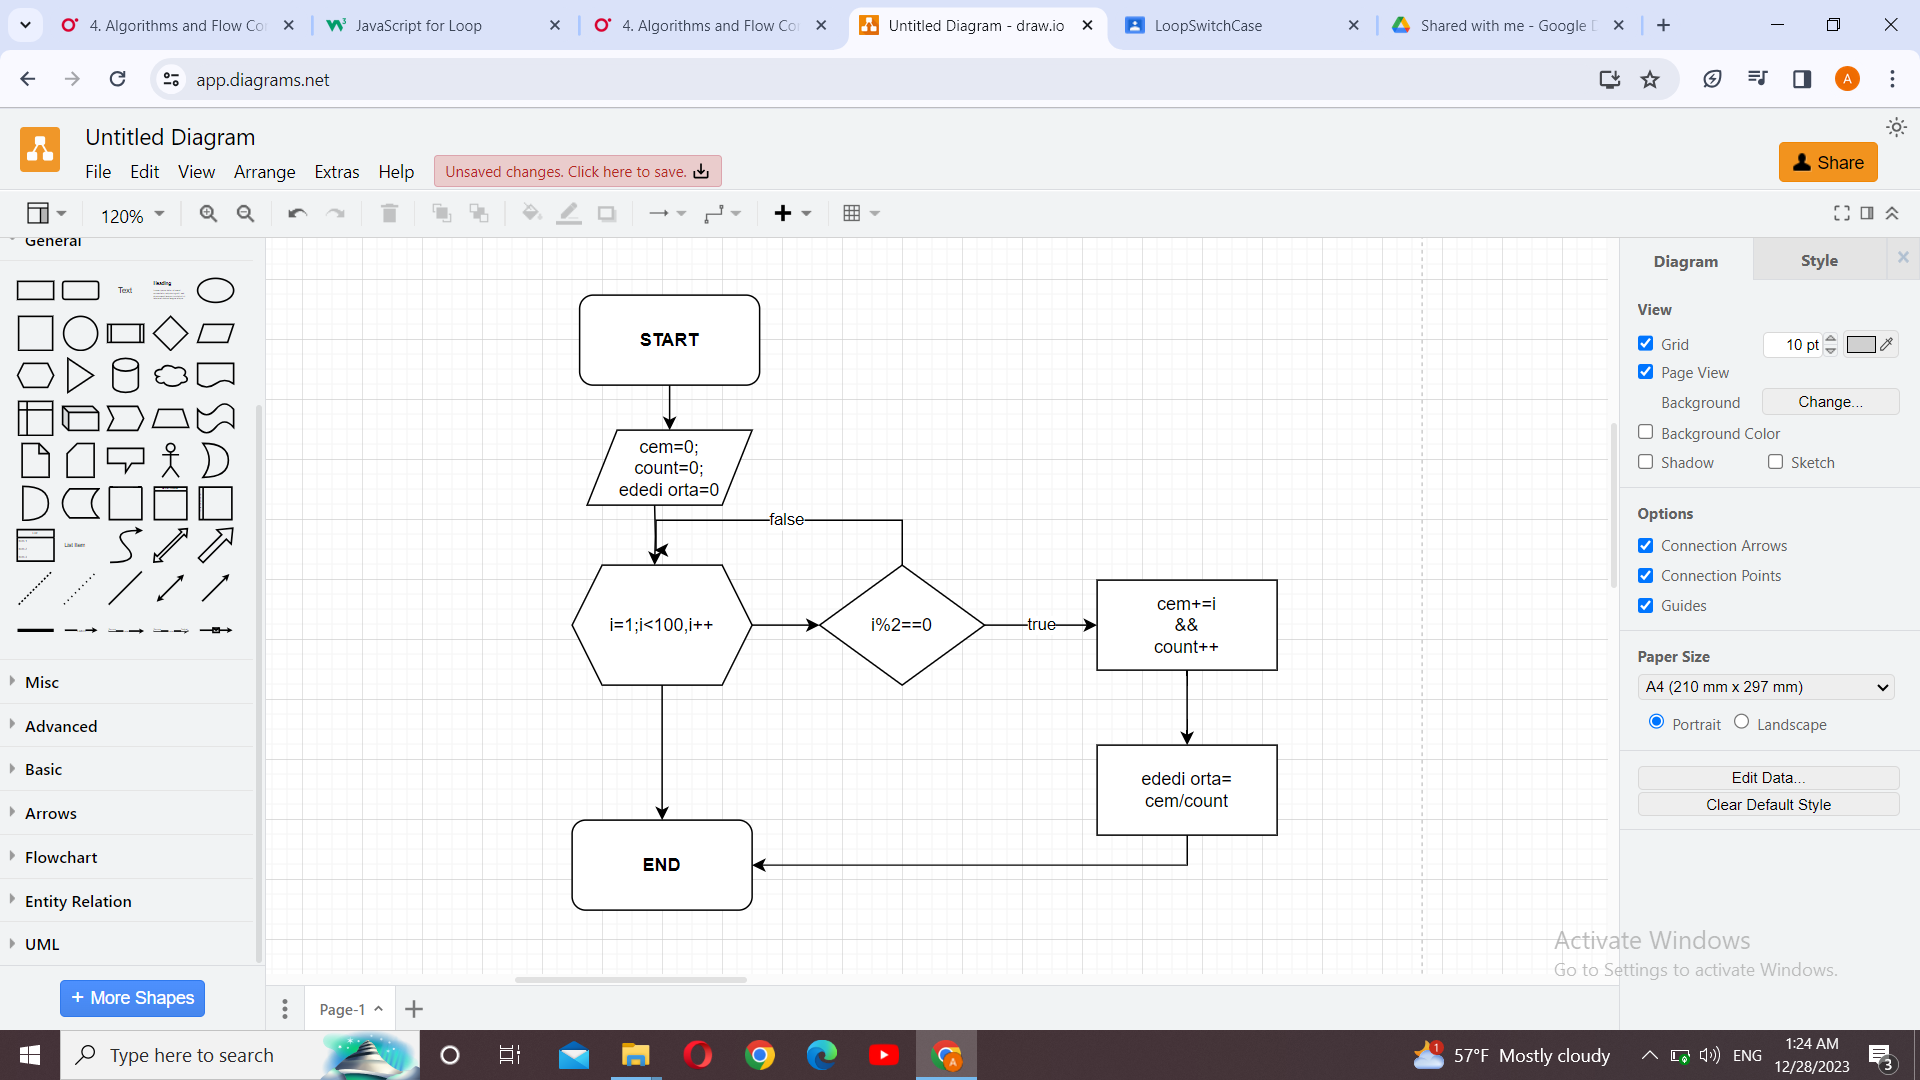 4. Algorithms and Flow Co
JavaScript for Loop
4. Algorithms and Flow Co
Untitled Diagram - draw.io
LoopSwitchCase
Shared with me - Google D
app.diagrams.net
A
Untitled Diagram
File Edit View Arrange Extras Help
Unsaved changes. Click here to save.
Share
120%
General
Text
Heading
List Item
Misc
Advanced
Basic
Arrows
Flowchart
Entity Relation
UML
+ More Shapes
START
cem=0;
count=0;
ededi orta=0
false
i=1;i<100,i++
i%2==0
true
cem+=i
&&
count++
ededi orta=
cem/count
END
Page-1
Diagram
Style
View
Grid
10 pt
Page View
Background
Change...
Background Color
Shadow
Sketch
Options
Connection Arrows
Connection Points
Guides
Paper Size
A4 (210 mm x 297 mm)
Portrait
Landscape
Edit Data...
Clear Default Style
Activate Windows
Go to Settings to activate Windows.
Type here to search
A
1
57°F Mostly cloudy
ENG
1:24 AM
12/28/2023
3